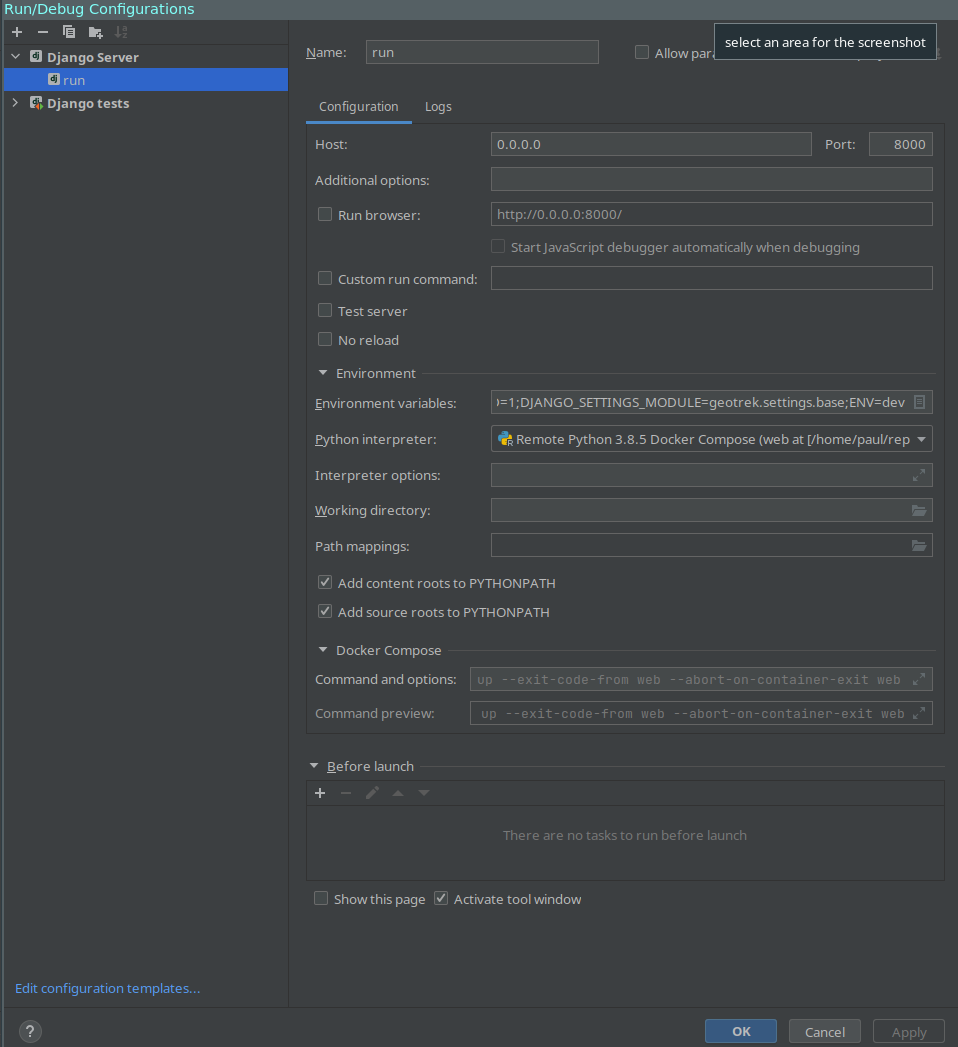 Run/Debug Configurations
Django Server
run
Django tests
Name: run Allow
select an area for the screenshot
Configuration Logs
Host: 0.0.0.0 Port: 8000
Additional options:
Run browser: http://0.0.0.0:8000/
Start JavaScript debugger automatically when debugging
Custom run command:
Test server
No reload
Environment
Environment variables: =1;DJANGO_SETTINGS_MODULE=geotrek.settings.base;ENV=dev
Python interpreter: Remote Python 3.8.5 Docker Compose (web at [/home/paul/rep
Interpreter options:
Working directory:
Path mappings:
Add content roots to PYTHONPATH
Add source roots to PYTHONPATH
Docker Compose
Command and options: up --exit-code-from web --abort-on-container-exit web
Command preview: up --exit-code-from web --abort-on-container-exit web
Before launch
There are no tasks to run before launch
Show this page Activate tool window
Edit configuration templates...
? OK Cancel Apply